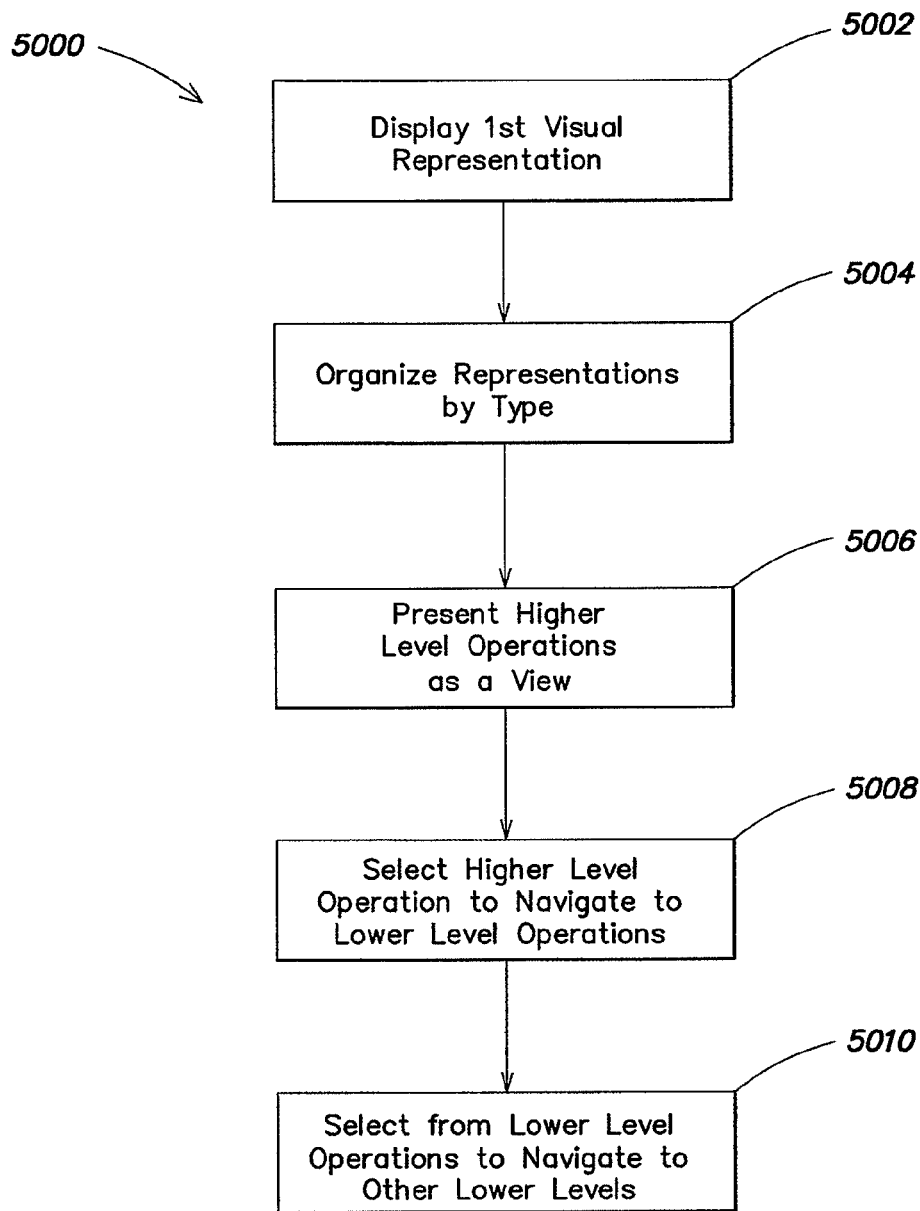 5000
5002
Display 1st Visual
Representation
5004
Organize Representations
by Type
5006
Present Higher
Level Operations
as a View
5008
Select Higher Level
Operation to Navigate to
Lower Level Operations
5010
Select from Lower Level
Operations to Navigate to
Other Lower Levels